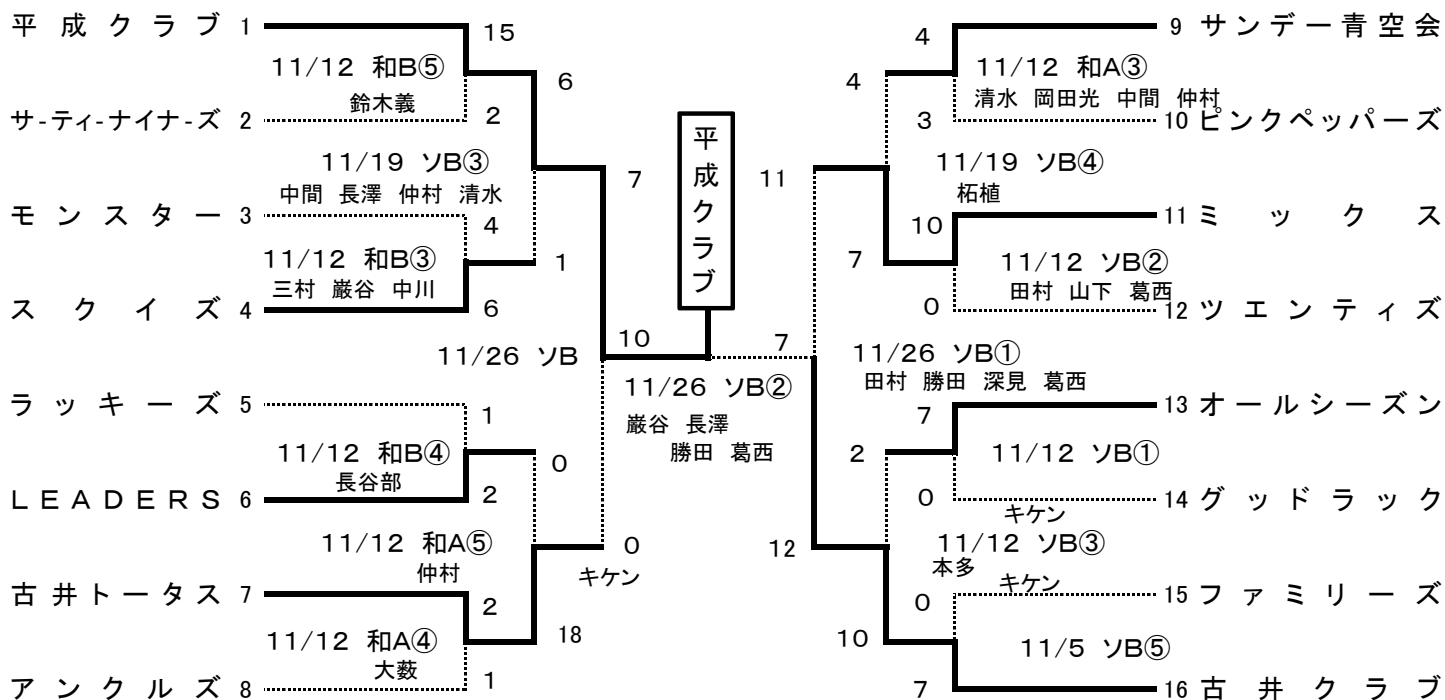 平成クラブ 1
15
11/12 和B⑤
鈴木義
6
サ-ティ-ナイナ-ズ 2
2
11/19 ソB③
中間 長澤 仲村 清水
7
モンスター 3
4
11/12 和B③
三村 巌谷 中川
1
スクイズ 4
6
11/26 ソB
10
ラッキーズ 5
1
11/12 和B④
長谷部
0
LEADERS 6
2
11/12 和A⑤
仲村
0
キケン
古井トータス 7
2
11/12 和A④
大薮
18
アンクルズ 8
1
平成クラブ
7
11/26 ソB②
巌谷 長澤
勝田 葛西
4
9 サンデー青空会
4
11/12 和A③
清水 岡田光 中間 仲村
3
10 ピンクペッパーズ
11
11/19 ソB④
柘植
10
11 ミックス
7
11/12 ソB②
田村 山下 葛西
0
12 ツエンティズ
11/26 ソB①
田村 勝田 深見 葛西
7
13 オールシーズン
2
11/12 ソB①
0
14 グッドラック
キケン
12
11/12 ソB③
本多
キケン
0
15 ファミリーズ
10
11/5 ソB⑤
7
16 古井クラブ